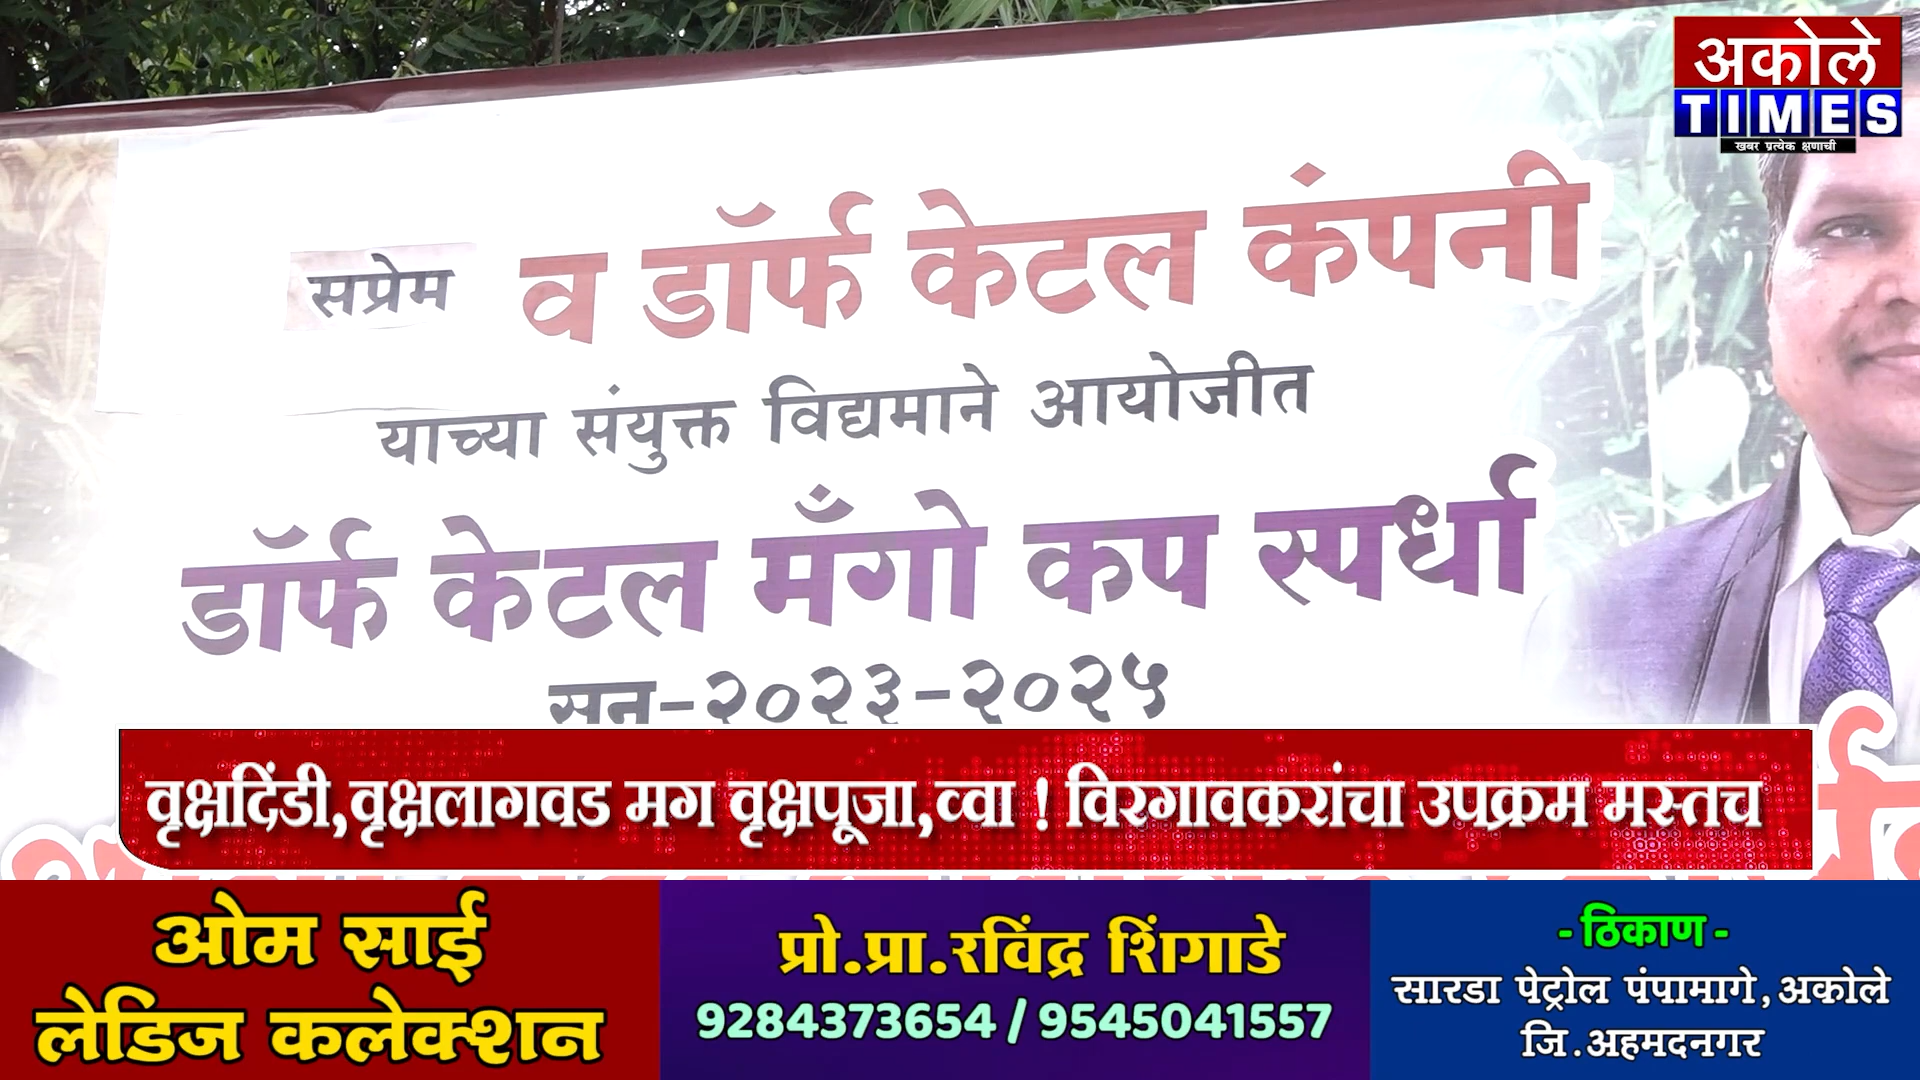 अकोले
TIMES
खबर प्रत्येक क्षणाची
सप्रेम व डॉर्फ केटल कंपनी
याच्या संयुक्त विद्यमाने आयोजीत
डॉर्फ केटल मँगो कप स्पर्धा
सन-२०२३-२०२५
वृक्षदिंडी,वृक्षलागवड मग वृक्षपूजा,व्वा ! विरगावकरांचा उपक्रम मस्तच
ओम साई
लेडिज कलेक्शन
प्रो.प्रा.रविंद्र शिंगाडे
9284373654 / 9545041557
- ठिकाण -
सारडा पेट्रोल पंपामागे,अकोले
जि.अहमदनगर